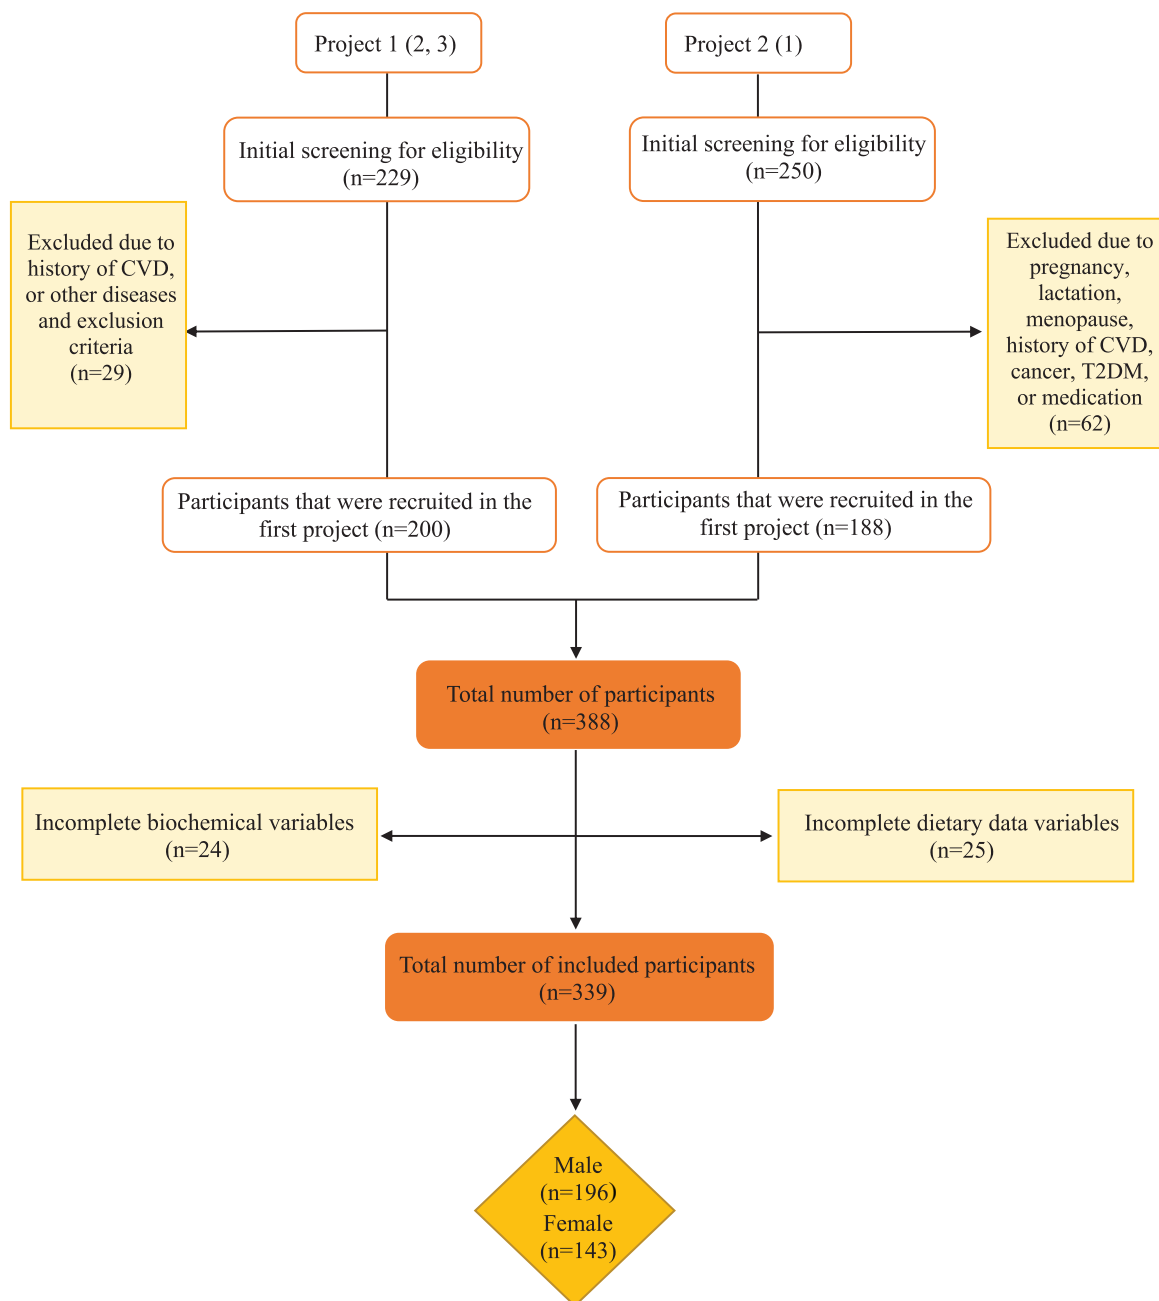 Project 1 (2, 3)
Project 2 (1)
Initial screening for eligibility
(n=229)
Initial screening for eligibility
(n=250)
Excluded due to
history of CVD,
or other diseases
and exclusion
criteria
(n=29)
Excluded due to
pregnancy,
lactation,
menopause,
history of CVD,
cancer, T2DM,
or medication
(n=62)
Participants that were recruited in the
first project (n=200)
Participants that were recruited in the
first project (n=188)
Total number of participants
(n=388)
Incomplete biochemical variables
(n=24)
Incomplete dietary data variables
(n=25)
Total number of included participants
(n=339)
Male
(n=196)
Female
(n=143)